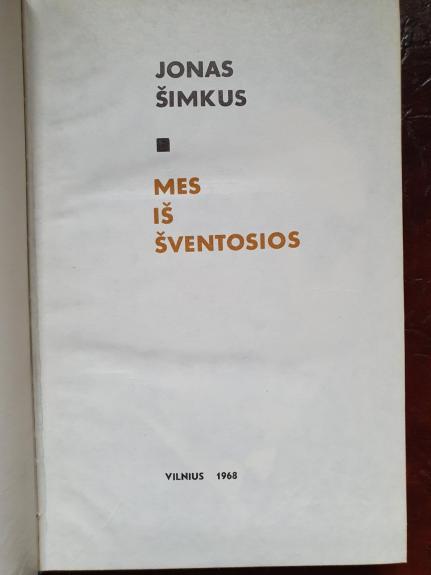 JONAS
ŠIMKUS
MES
IŠ
ŠVENTOSIOS
VILNIUS 1968